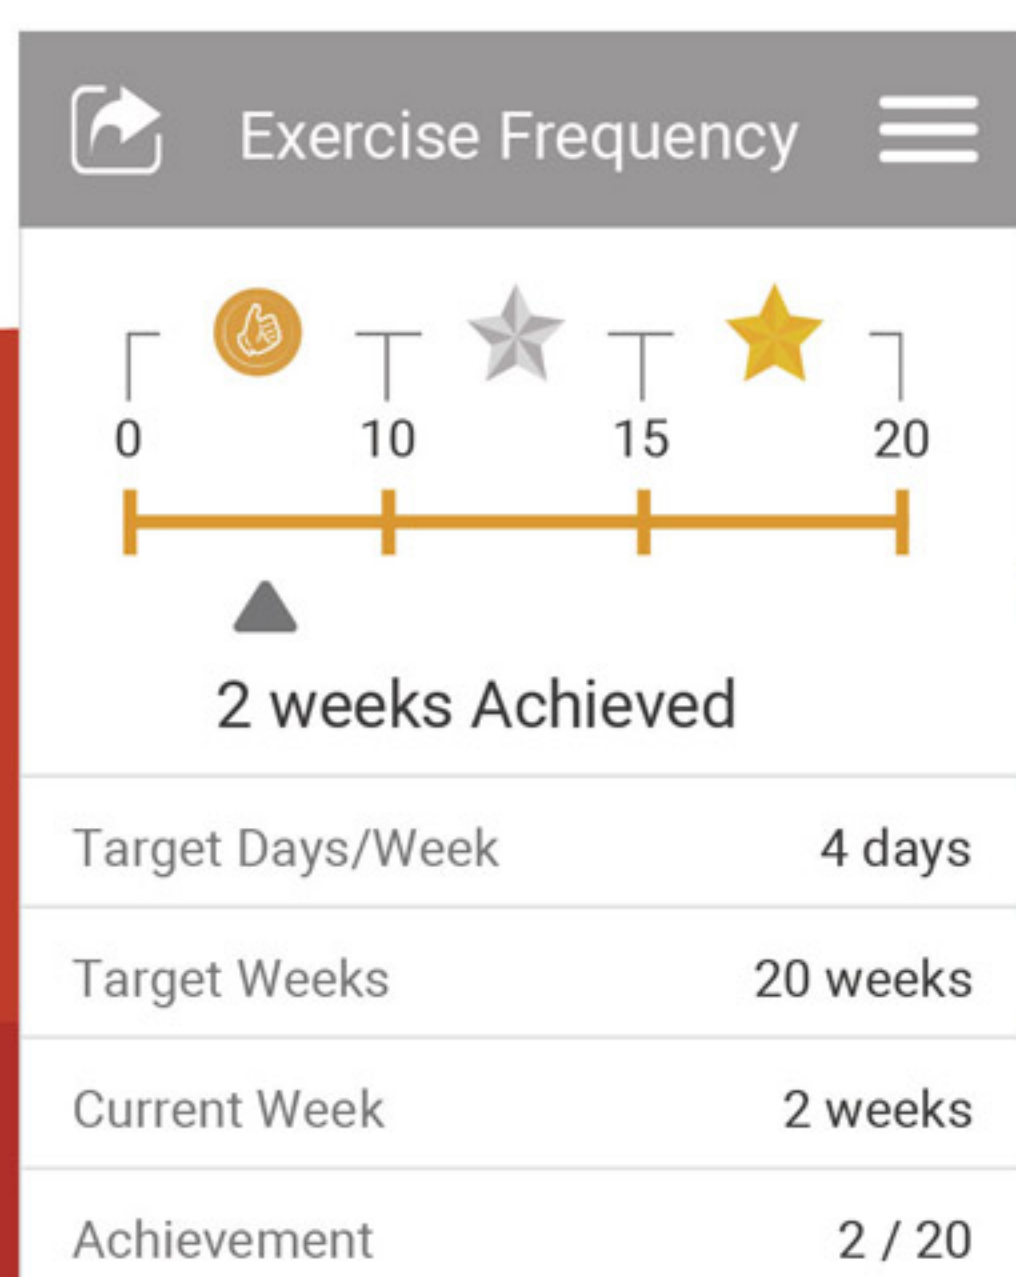 Exercise Frequency
0 10 15 20
2 weeks Achieved
Target Days/Week 4 days
Target Weeks 20 weeks
Current Week 2 weeks
Achievement 2 / 20